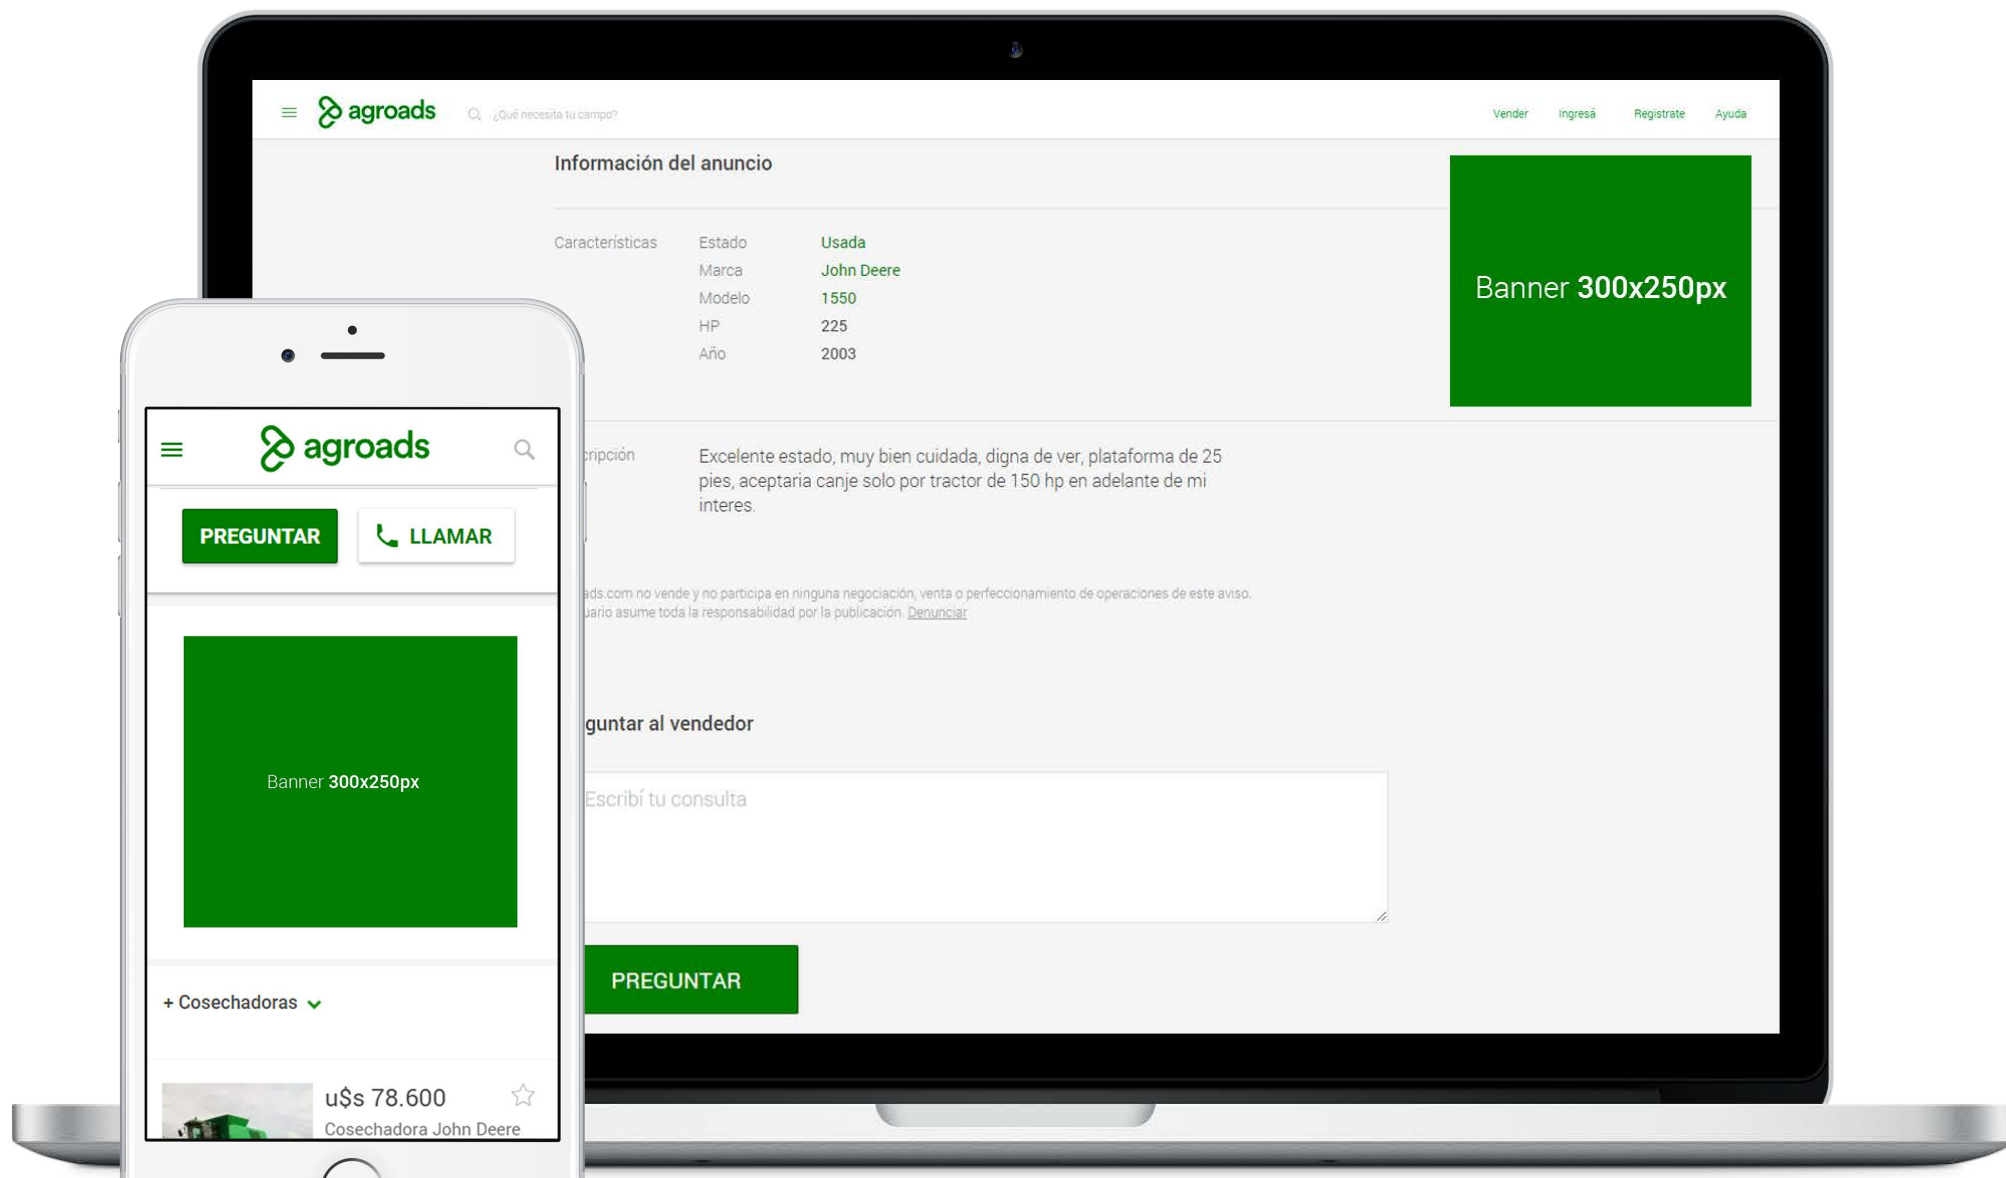 agroads
¿Qué necesita tu campo?
Vender Ingresá Registrate Ayuda
Información del anuncio
Características
Estado Usada
Marca John Deere
Modelo 1550
HP 225
Año 2003
Banner 300x250px
cripción
Excelente estado, muy bien cuidada, digna de ver, plataforma de 25
pies, aceptaria canje solo por tractor de 150 hp en adelante de mi
interes.
ads.com no vende y no participa en ninguna negociación, venta o perfeccionamiento de operaciones de este aviso.
uario asume toda la responsabilidad por la publicación. Denunciar
guntar al vendedor
Escribí tu consulta
PREGUNTAR
agroads
PREGUNTAR
LLAMAR
Banner 300x250px
+ Cosechadoras
u$s 78.600
Cosechadora John Deere